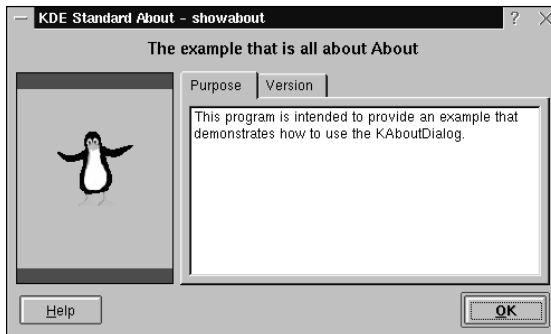 KDE Standard About - showabout
The example that is all about About
Purpose
Version
This program is intended to provide an example that
demonstrates how to use the KAboutDialog.
Help
OK